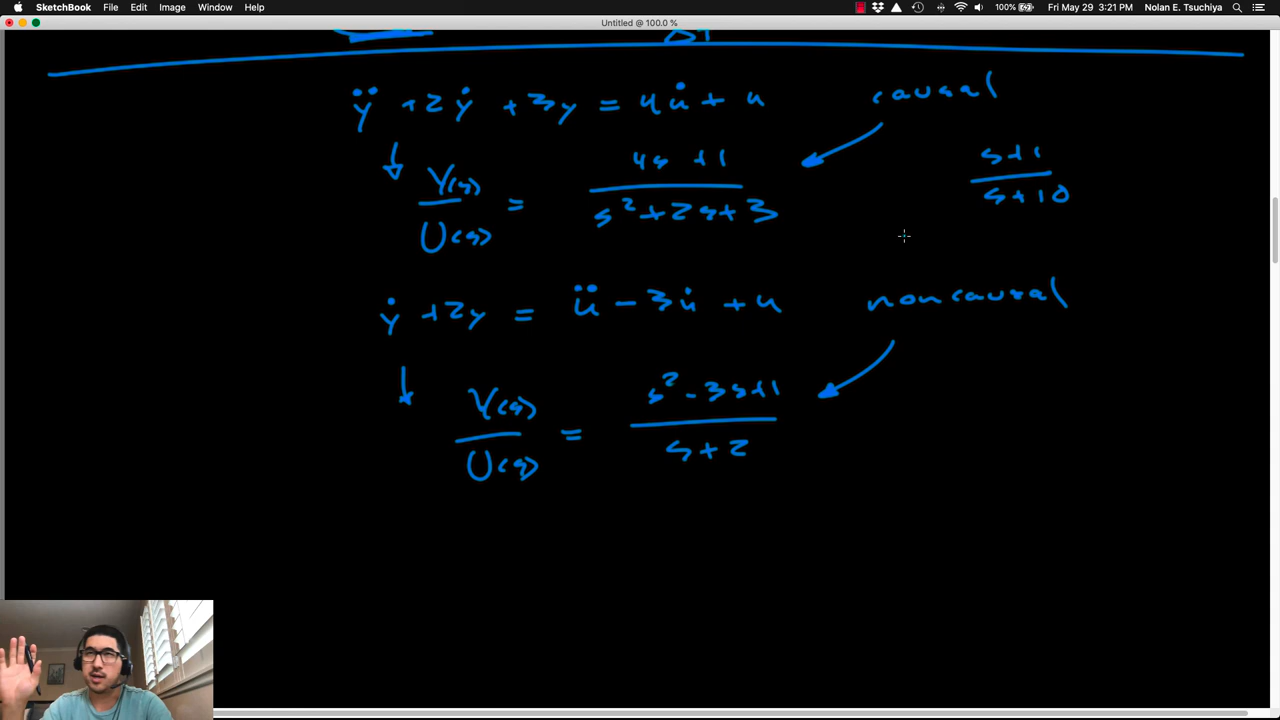 SketchBook File Edit Image Window Help 100% Fri May 29 3:21 PM Nolan E. Tsuchiya
Untitled @ 100.0 %
ÿ + 2ẏ + 3y = 4u̇ + u
causal
Y(s)/U(s) = (4s + 1)/(s² + 2s + 3)
(s+1)/(s+10)
ẏ + 2y = ü - 3u̇ + u
noncausal
Y(s)/U(s) = (s² - 3s + 1)/(s + 2)